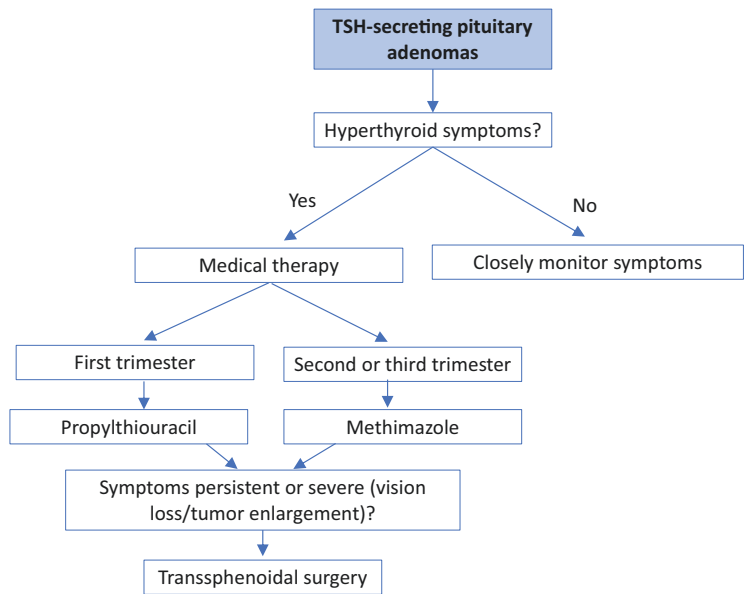 TSH-secreting pituitary
adenomas
Hyperthyroid symptoms?
Yes
No
Medical therapy
Closely monitor symptoms
First trimester
Second or third trimester
Propylthiouracil
Methimazole
Symptoms persistent or severe (vision
loss/tumor enlargement)?
Transsphenoidal surgery